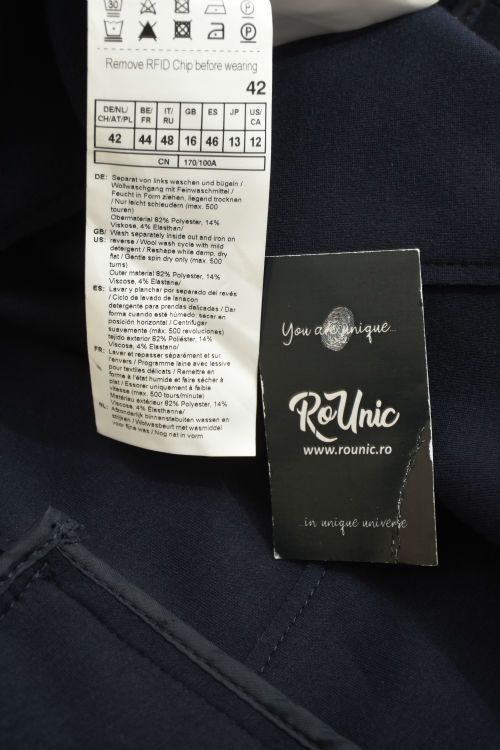 30
P
P
Remove RFID Chip before wearing
42
DE/NL/ CH/AT/PL BE/ FR IT/ RU GB ES JP US/ CA
42 44 48 16 46 13 12
CN 170/100A
DE: Separat von links waschen und bügeln /
Wollwaschgang mit Feinwaschmittel /
Feucht in Form ziehen, liegend trocknen
/ Nur leicht schleudern (max. 500
touren)
Obermaterial 82% Polyester, 14%
Viskose, 4% Elasthan/
GB/ US: Wash separately inside out and iron on
reverse / Wool wash cycle with mild
detergent / Reshape while damp, dry
flat / Gentle spin dry only (max. 500
turns)
Outer material 82% Polyester, 14%
Viscose, 4% Elastane/
ES: Lavar y planchar por separado del revés
/ Ciclo de lavado de lana con
detergente para prendas delicadas / Dar
forma cuando esté húmedo: secar en
posición horizontal / Centrifugar
suavemente (máx. 500 revoluciones)
tejido exterior 82% Poliéster, 14%
Viscosa, 4% Elastano/
FR: Laver et repasser séparément et sur
l'envers / Programme laine avec lessive
pour textiles délicats / Remettre en
forme à l'état humide et faire sécher à
plat / Essorer uniquement à faible
vitesse (max. 500 tours/minute)
Matériau extérieur 82% Polyester, 14%
Viscose, 4% Élasthanne/
NL: Afzonderlijk binnenstebuiten wassen en
strijken / Wolwasbeurt met wasmiddel
voor fijne was / Nog nat in vorm
You are unique...
RoUnic
www.rounic.ro
...in unique universe